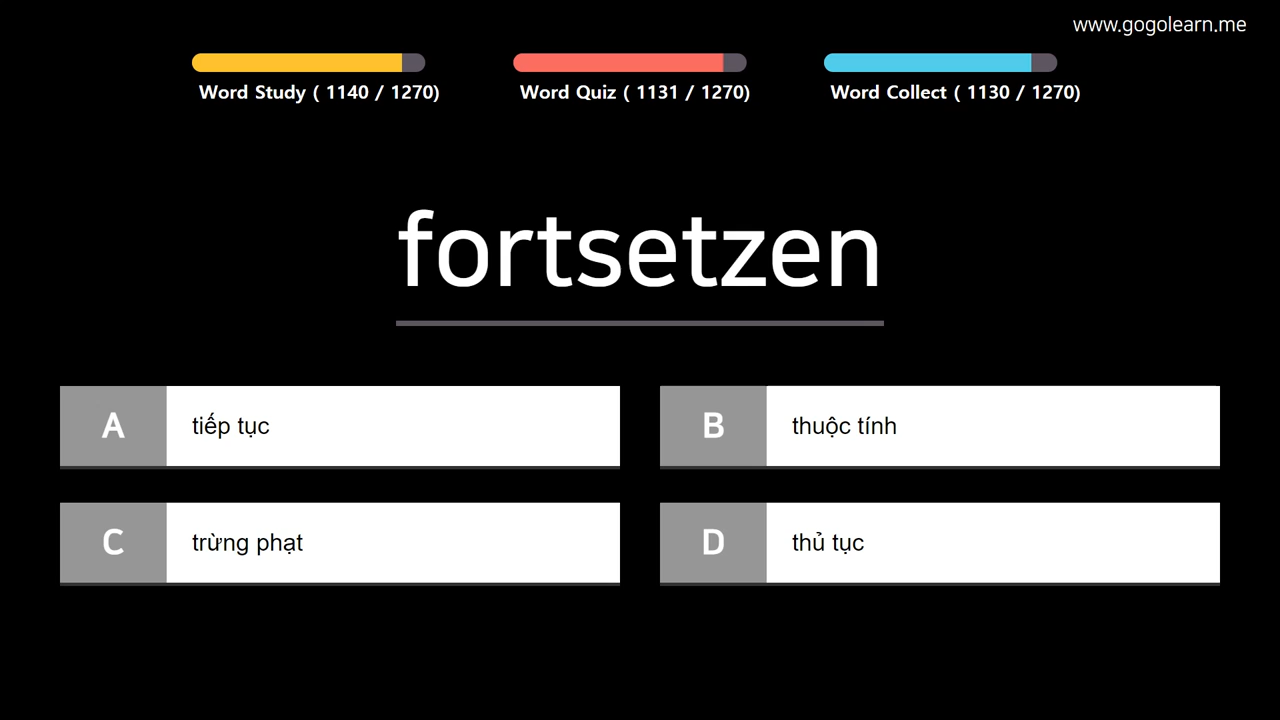 www.gogolearn.me
Word Study ( 1140 / 1270)
Word Quiz ( 1131 / 1270)
Word Collect ( 1130 / 1270)
fortsetzen
A tiếp tục
B thuộc tính
C trừng phạt
D thủ tục